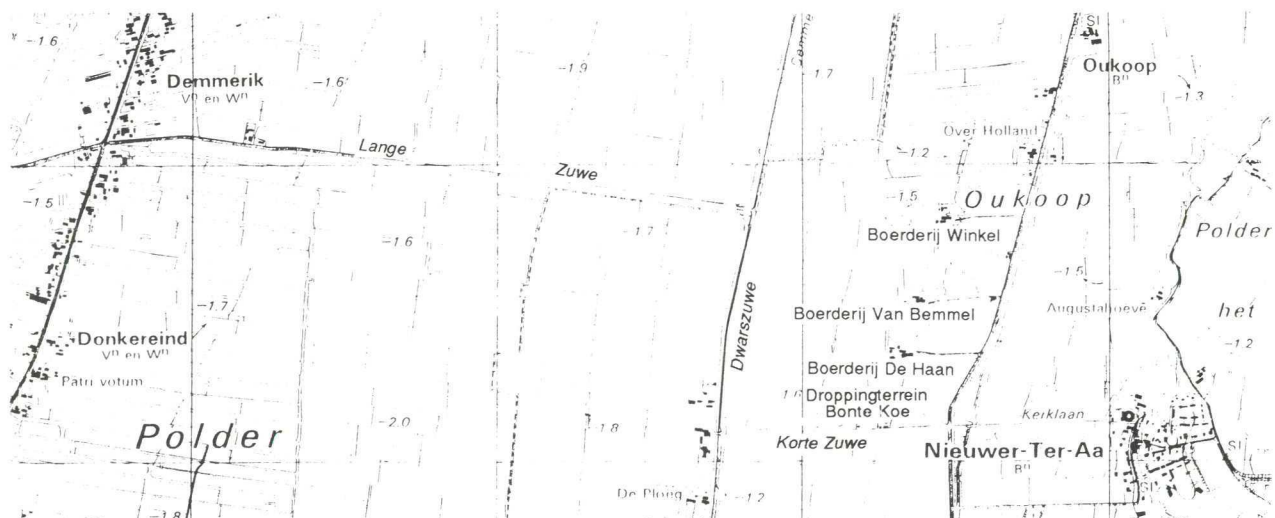 -1.6
Demmerik
Vⁿ en Wⁿ
-1.6
-1.9
-1.7
Sl
Oukoop
Bⁿ
-1.3
Over Holland
Lange
Zuwe
-1.2
-1.5
Oukoop
-1.5
-1.6
-1.7
Boerderij Winkel
Polder
-1.5
-1.7
Dwarszuwe
Boerderij Van Bemmel
Augustahoeve
het
Donkereind
Vⁿ en Wⁿ
-1.2
Patri votum
Boerderij De Haan
Droppingterrein
Bonte Koe
Kerklaan
Polder
-2.0
1.8
Korte Zuwe
Nieuwer-Ter-Aa
Bⁿ
Sl
De Ploeg
-1.2
Sl
-1.8